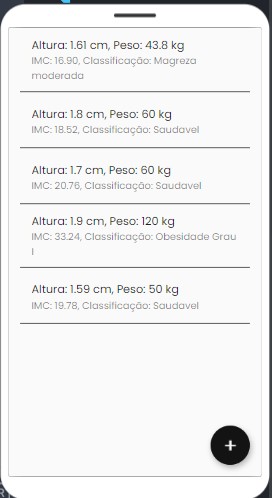 Altura: 1.61 cm, Peso: 43.8 kg
IMC: 16.90, Classificação: Magreza
moderada
Altura: 1.8 cm, Peso: 60 kg
IMC: 18.52, Classificação: Saudavel
Altura: 1.7 cm, Peso: 60 kg
IMC: 20.76, Classificação: Saudavel
Altura: 1.9 cm, Peso: 120 kg
IMC: 33.24, Classificação: Obesidade Grau
I
Altura: 1.59 cm, Peso: 50 kg
IMC: 19.78, Classificação: Saudavel
+